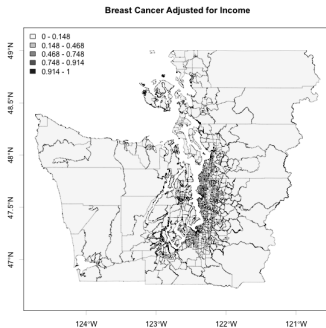 Breast Cancer Adjusted for Income
0 - 0.148
0.148 - 0.468
0.468 - 0.748
0.748 - 0.914
0.914 - 1
49°N
48.5°N
48°N
47.5°N
47°N
124°W 123°W 122°W 121°W